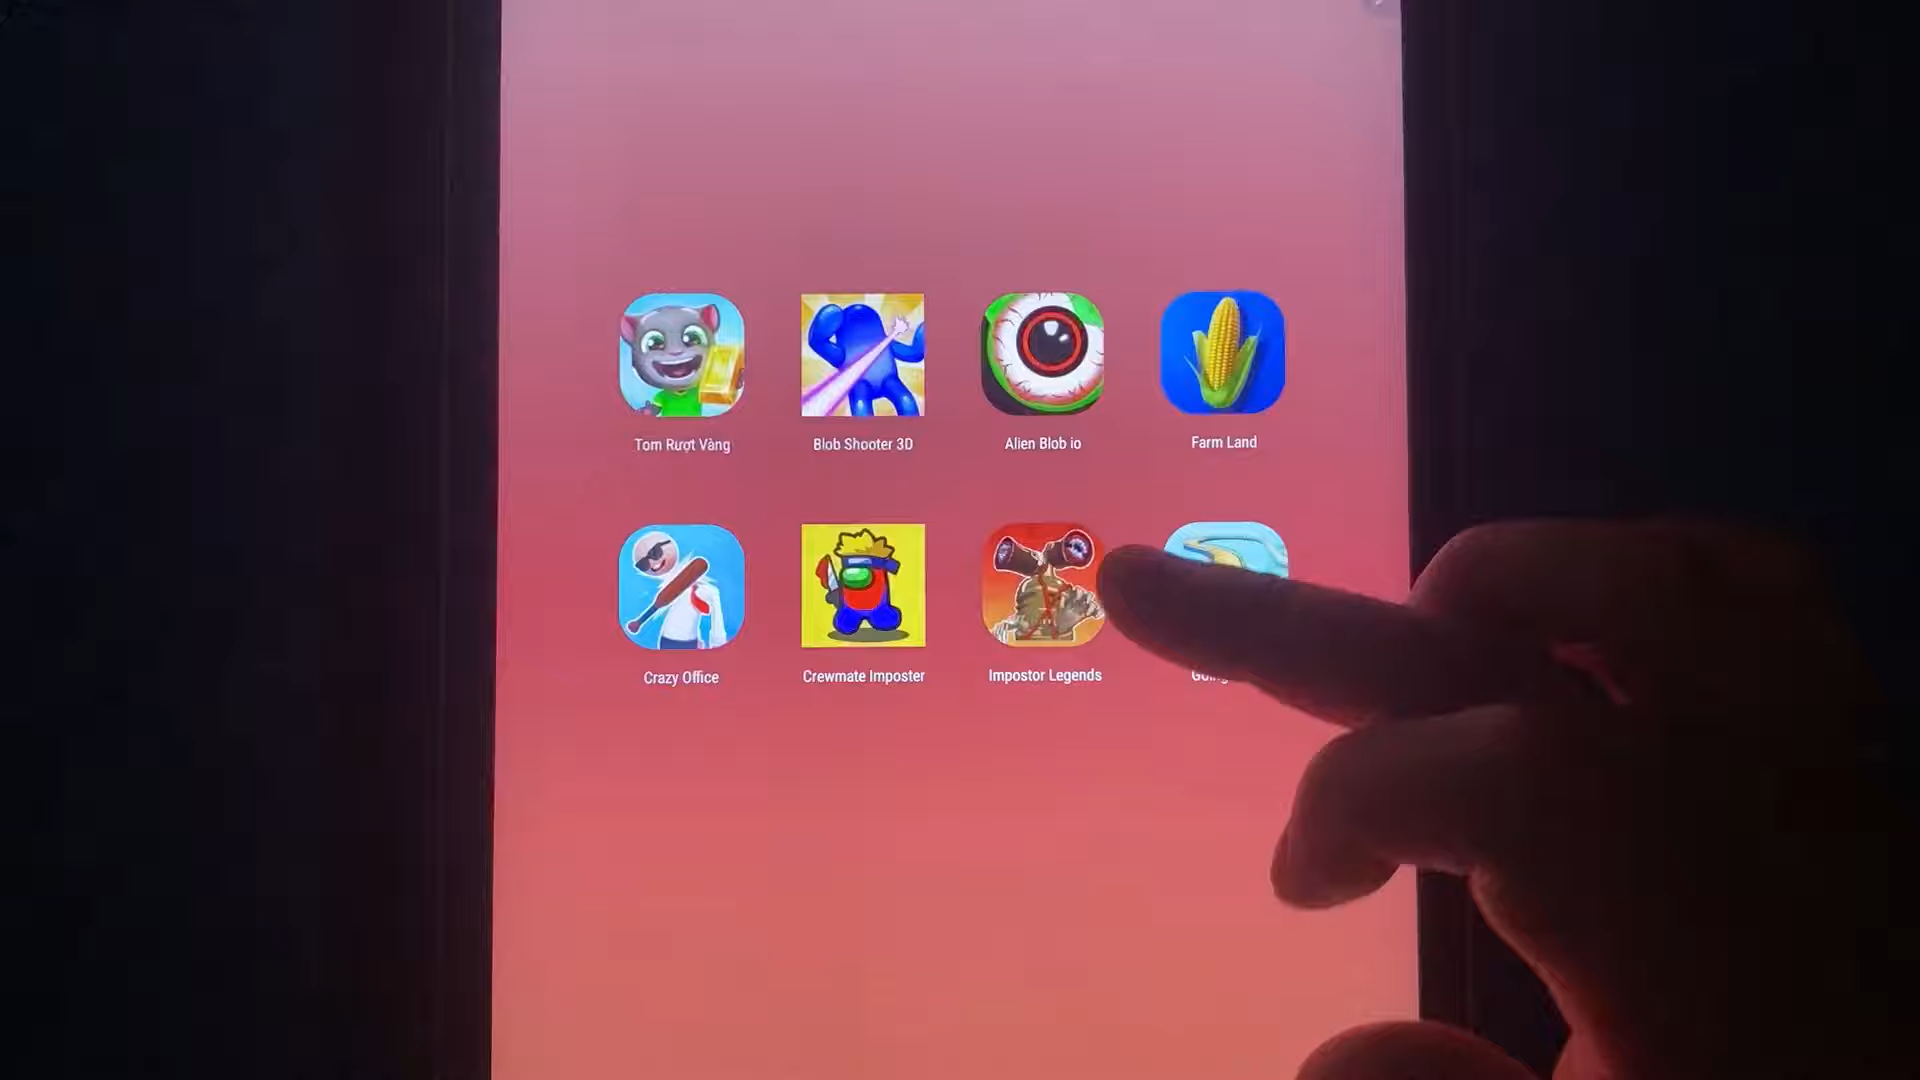 Tom Rượt Vàng
Blob Shooter 3D
Alien Blob io
Farm Land
Crazy Office
Crewmate Imposter
Impostor Legends